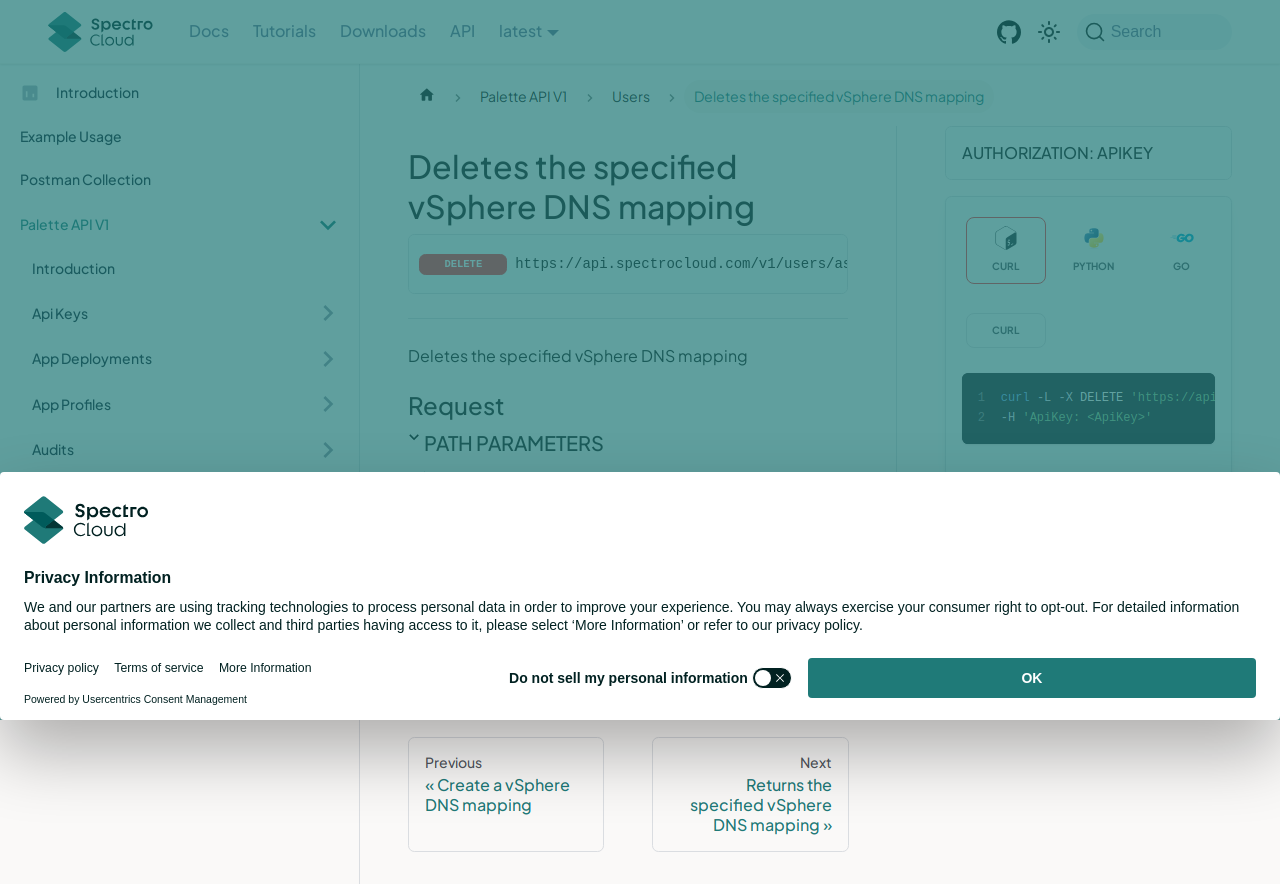 Spectro Cloud
Docs
Tutorials
Downloads
API
latest
Search
Introduction
Example Usage
Postman Collection
Palette API V1
Introduction
Api Keys
App Deployments
App Profiles
Audits
Palette API V1
Users
Deletes the specified vSphere DNS mapping
Deletes the specified
vSphere DNS mapping
DELETE https://api.spectrocloud.com/v1/users/as
Deletes the specified vSphere DNS mapping
Request
PATH PARAMETERS
AUTHORIZATION: APIKEY
CURL
PYTHON
GO
CURL
1 curl -L -X DELETE 'https://api
2 -H 'ApiKey: <ApiKey>'
Spectro
Cloud
Privacy Information
We and our partners are using tracking technologies to process personal data in order to improve your experience. You may always exercise your consumer right to opt-out. For detailed information
about personal information we collect and third parties having access to it, please select ‘More Information’ or refer to our privacy policy.
Privacy policy
Terms of service
More Information
Do not sell my personal information
OK
Powered by Usercentrics Consent Management
Previous
« Create a vSphere
DNS mapping
Next
Returns the
specified vSphere
DNS mapping »